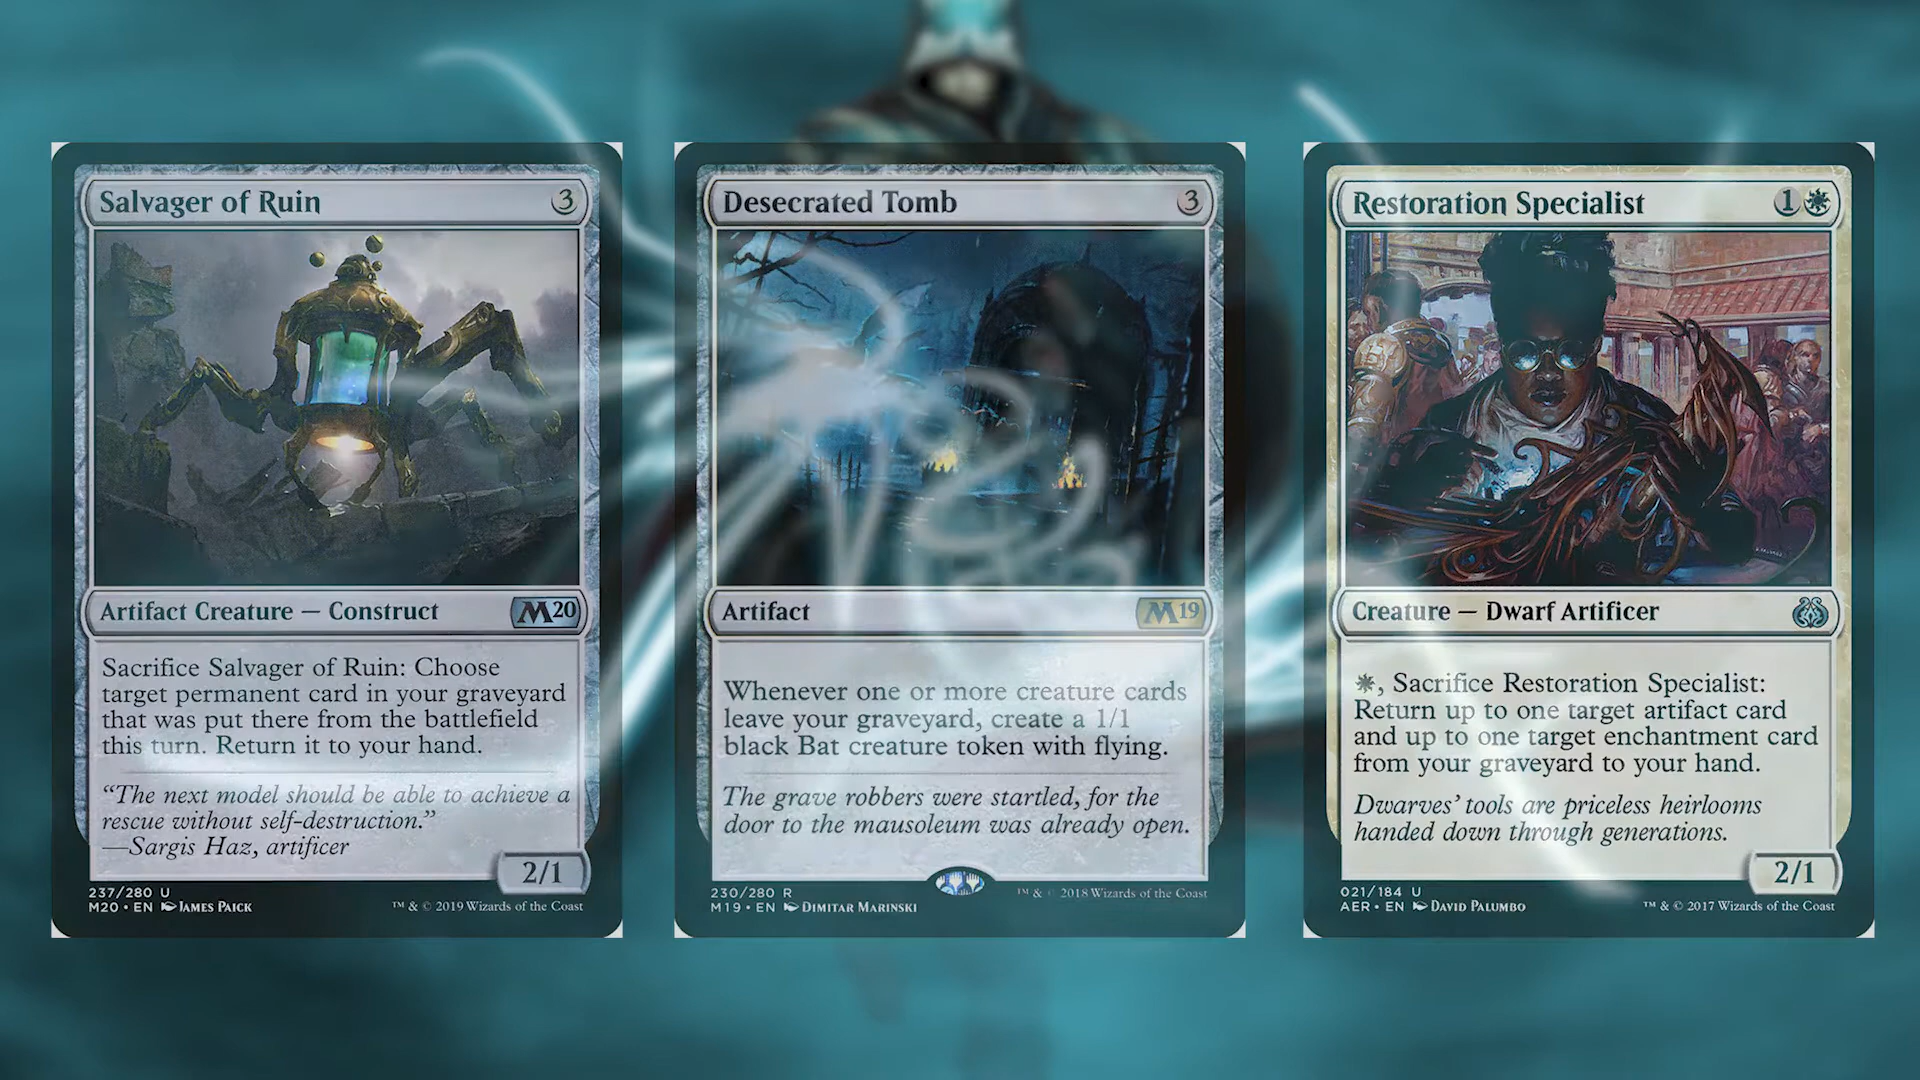 Salvager of Ruin 3
Artifact Creature — Construct M20
Sacrifice Salvager of Ruin: Choose
target permanent card in your graveyard
that was put there from the battlefield
this turn. Return it to your hand.
“The next model should be able to achieve a
rescue without self-destruction.”
—Sargis Haz, artificer
2/1
237/280 U
M20 • EN James Paick
™ & © 2019 Wizards of the Coast
Desecrated Tomb 3
Artifact M19
Whenever one or more creature cards
leave your graveyard, create a 1/1
black Bat creature token with flying.
The grave robbers were startled, for the
door to the mausoleum was already open.
230/280 R
M19 • EN Dimitar Marinski
™ & © 2018 Wizards of the Coast
Restoration Specialist 1
Creature — Dwarf Artificer
, Sacrifice Restoration Specialist:
Return up to one target artifact card
and up to one target enchantment card
from your graveyard to your hand.
Dwarves’ tools are priceless heirlooms
handed down through generations.
2/1
021/184 U
AER • EN David Palumbo
™ & © 2017 Wizards of the Coast